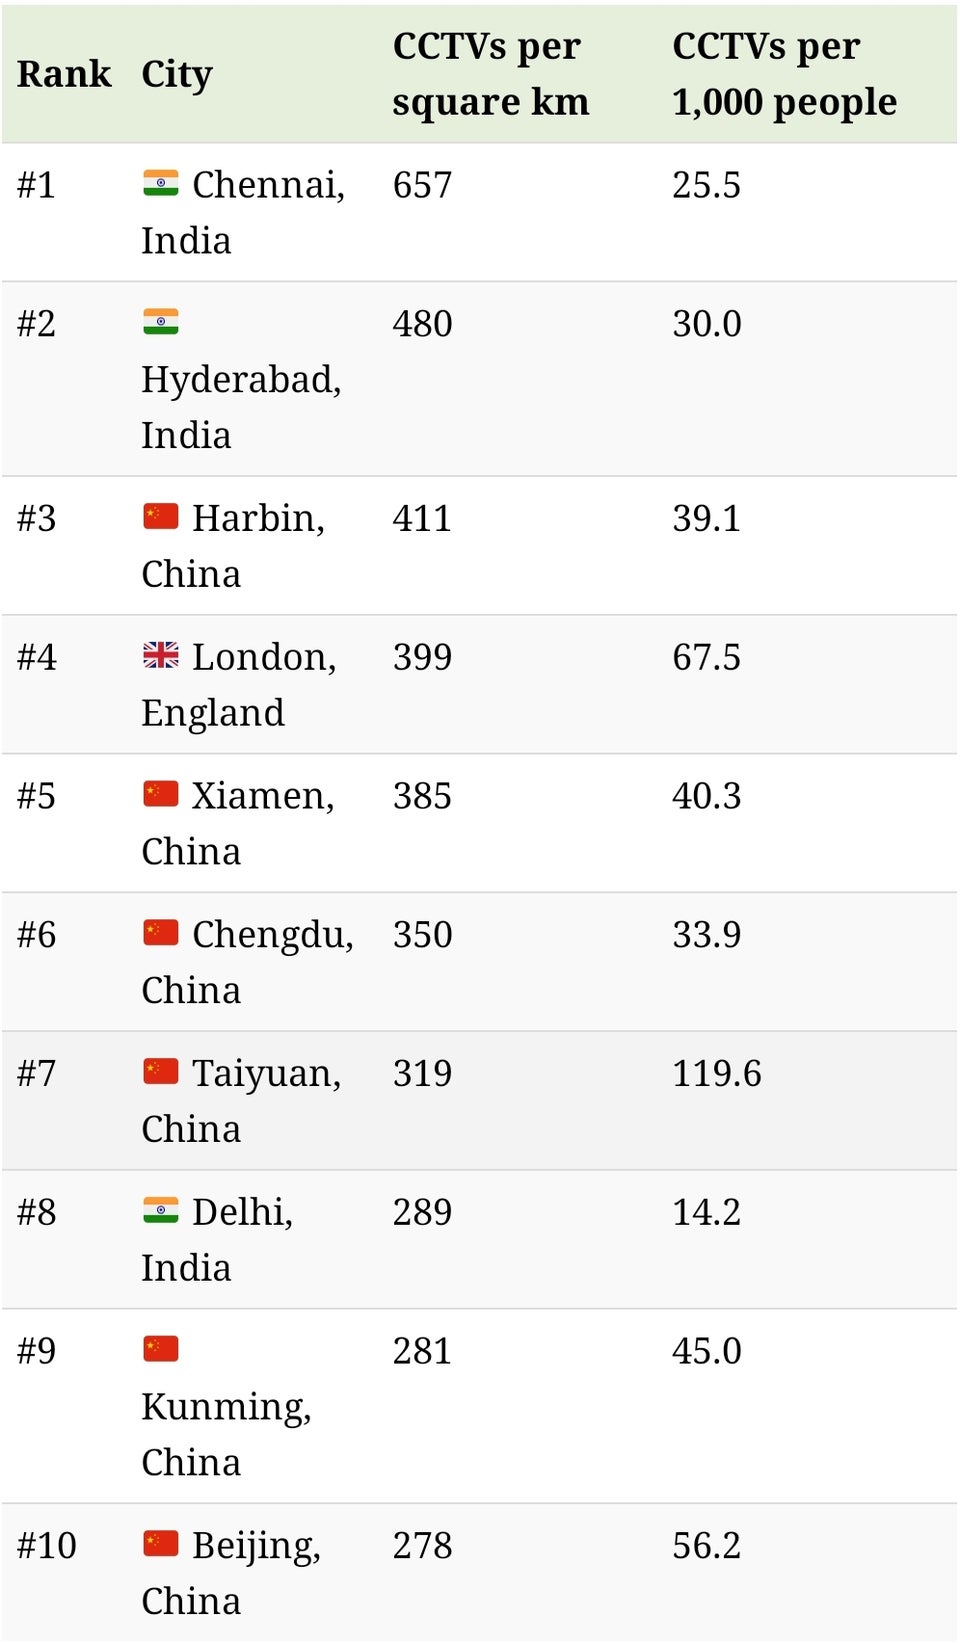 Rank City CCTVs per square km CCTVs per 1,000 people
#1 Chennai, India 657 25.5
#2 Hyderabad, India 480 30.0
#3 Harbin, China 411 39.1
#4 London, England 399 67.5
#5 Xiamen, China 385 40.3
#6 Chengdu, China 350 33.9
#7 Taiyuan, China 319 119.6
#8 Delhi, India 289 14.2
#9 Kunming, China 281 45.0
#10 Beijing, China 278 56.2